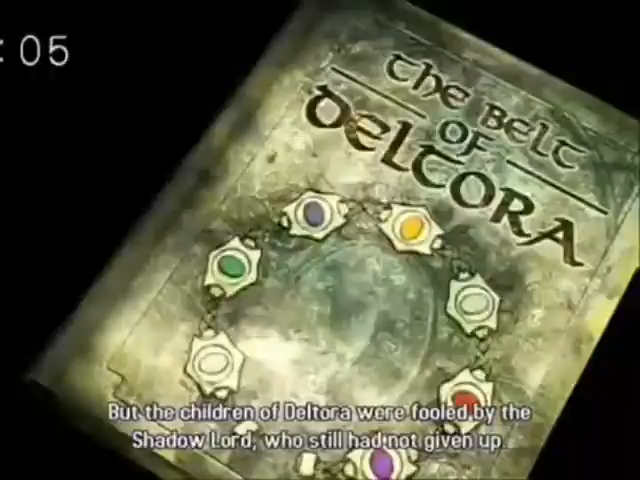 : 05
THE BELT
OF
DELTORA
But the children of Deltora were fooled by the
Shadow Lord, who still had not given up.